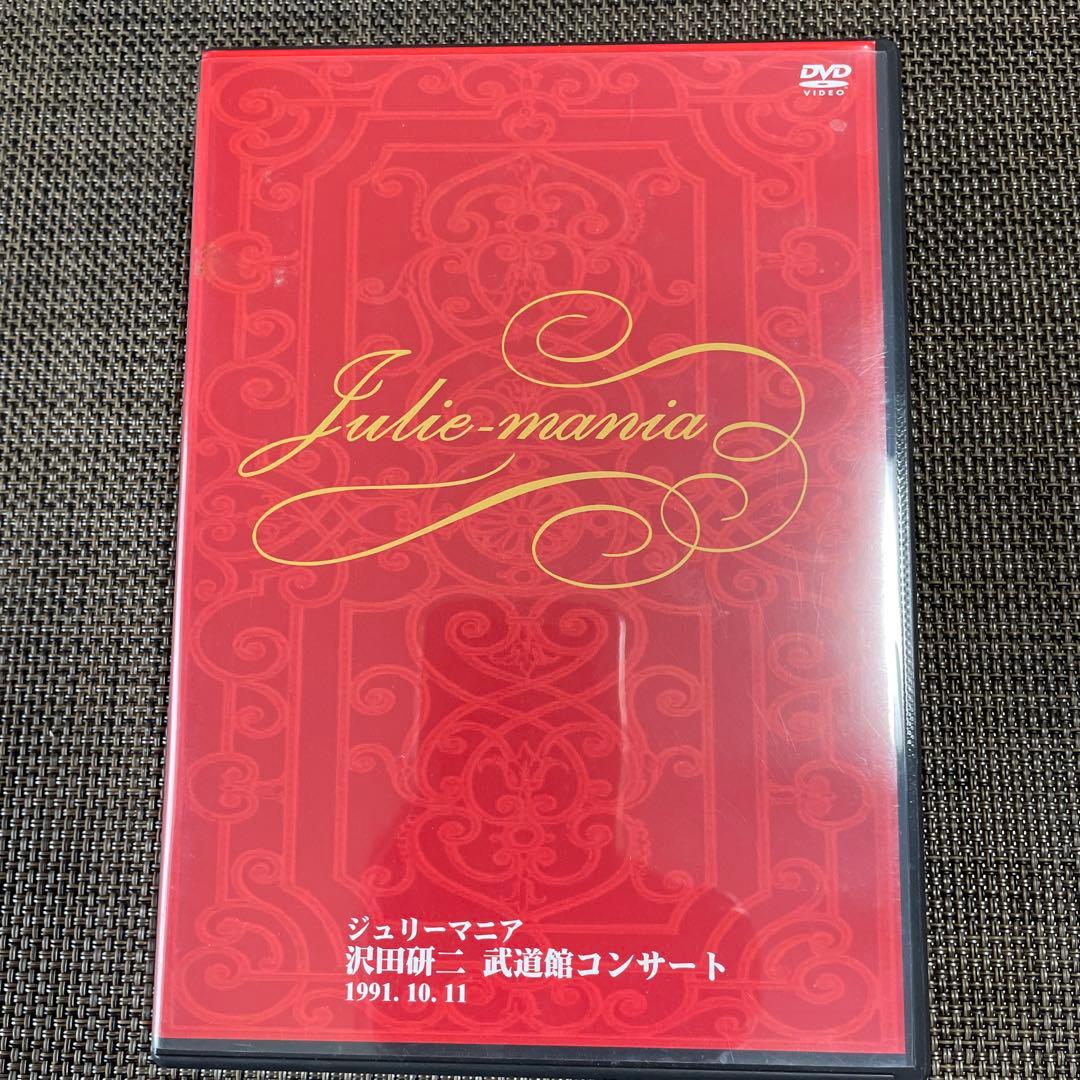 DVD
VIDEO
Julie-mania
ジュリーマニア
沢田研二 武道館コンサート
1991. 10. 11